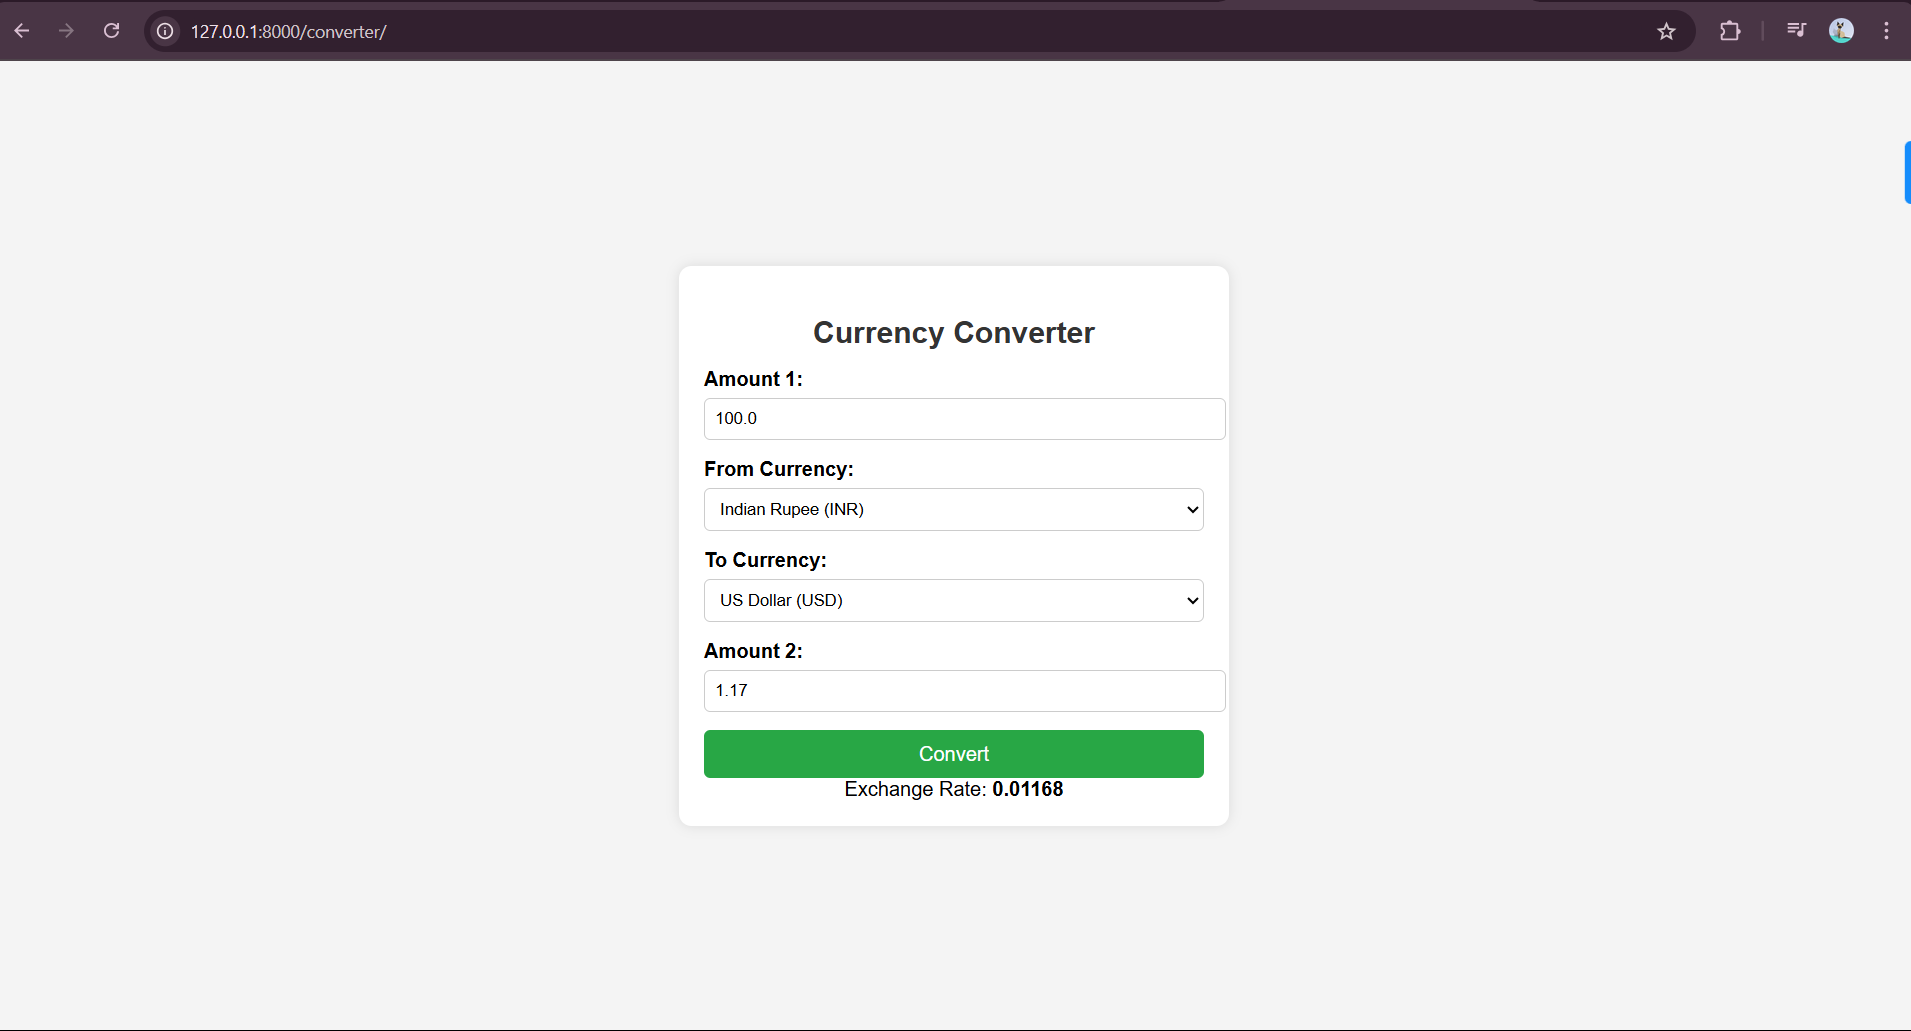 127.0.0.1:8000/converter/
Currency Converter
Amount 1:
100.0
From Currency:
Indian Rupee (INR)
To Currency:
US Dollar (USD)
Amount 2:
1.17
Convert
Exchange Rate: 0.01168